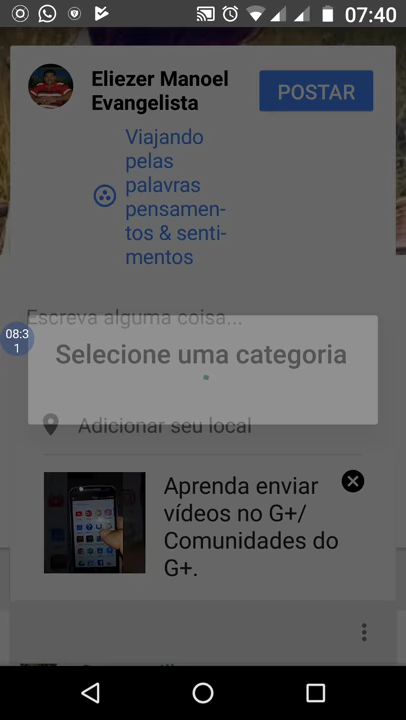 07:40
Eliezer Manoel
Evangelista
POSTAR
Viajando
pelas
palavras
pensamen-
tos & senti-
mentos
Escreva alguma coisa...
08:3
1
Selecione uma categoria
Adicionar seu local
Aprenda enviar
vídeos no G+/
Comunidades do
G+.